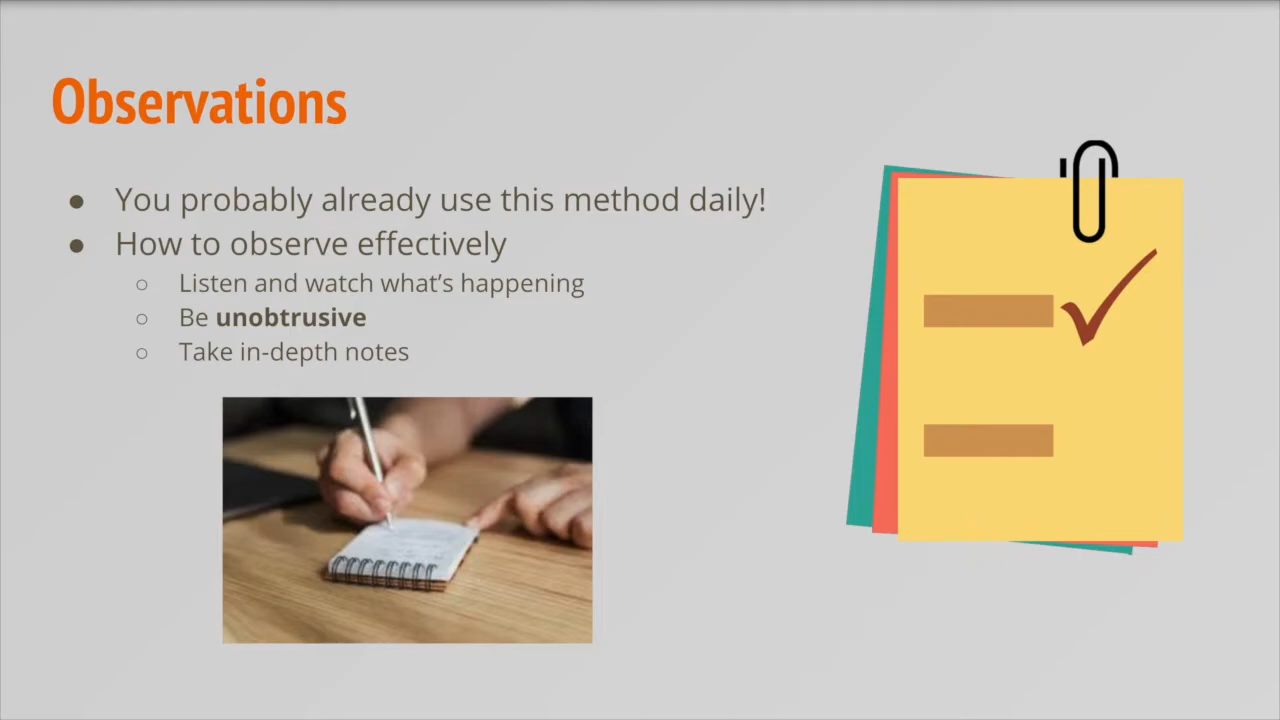 Observations
● You probably already use this method daily!
● How to observe effectively
○ Listen and watch what’s happening
○ Be unobtrusive
○ Take in-depth notes